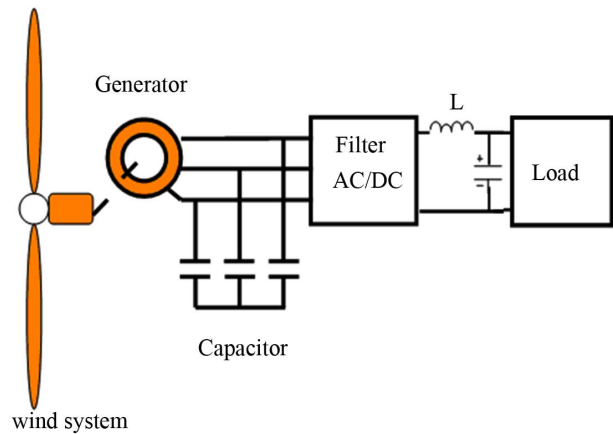 Generator
L
Filter
AC/DC
+
−
Load
Capacitor
wind system